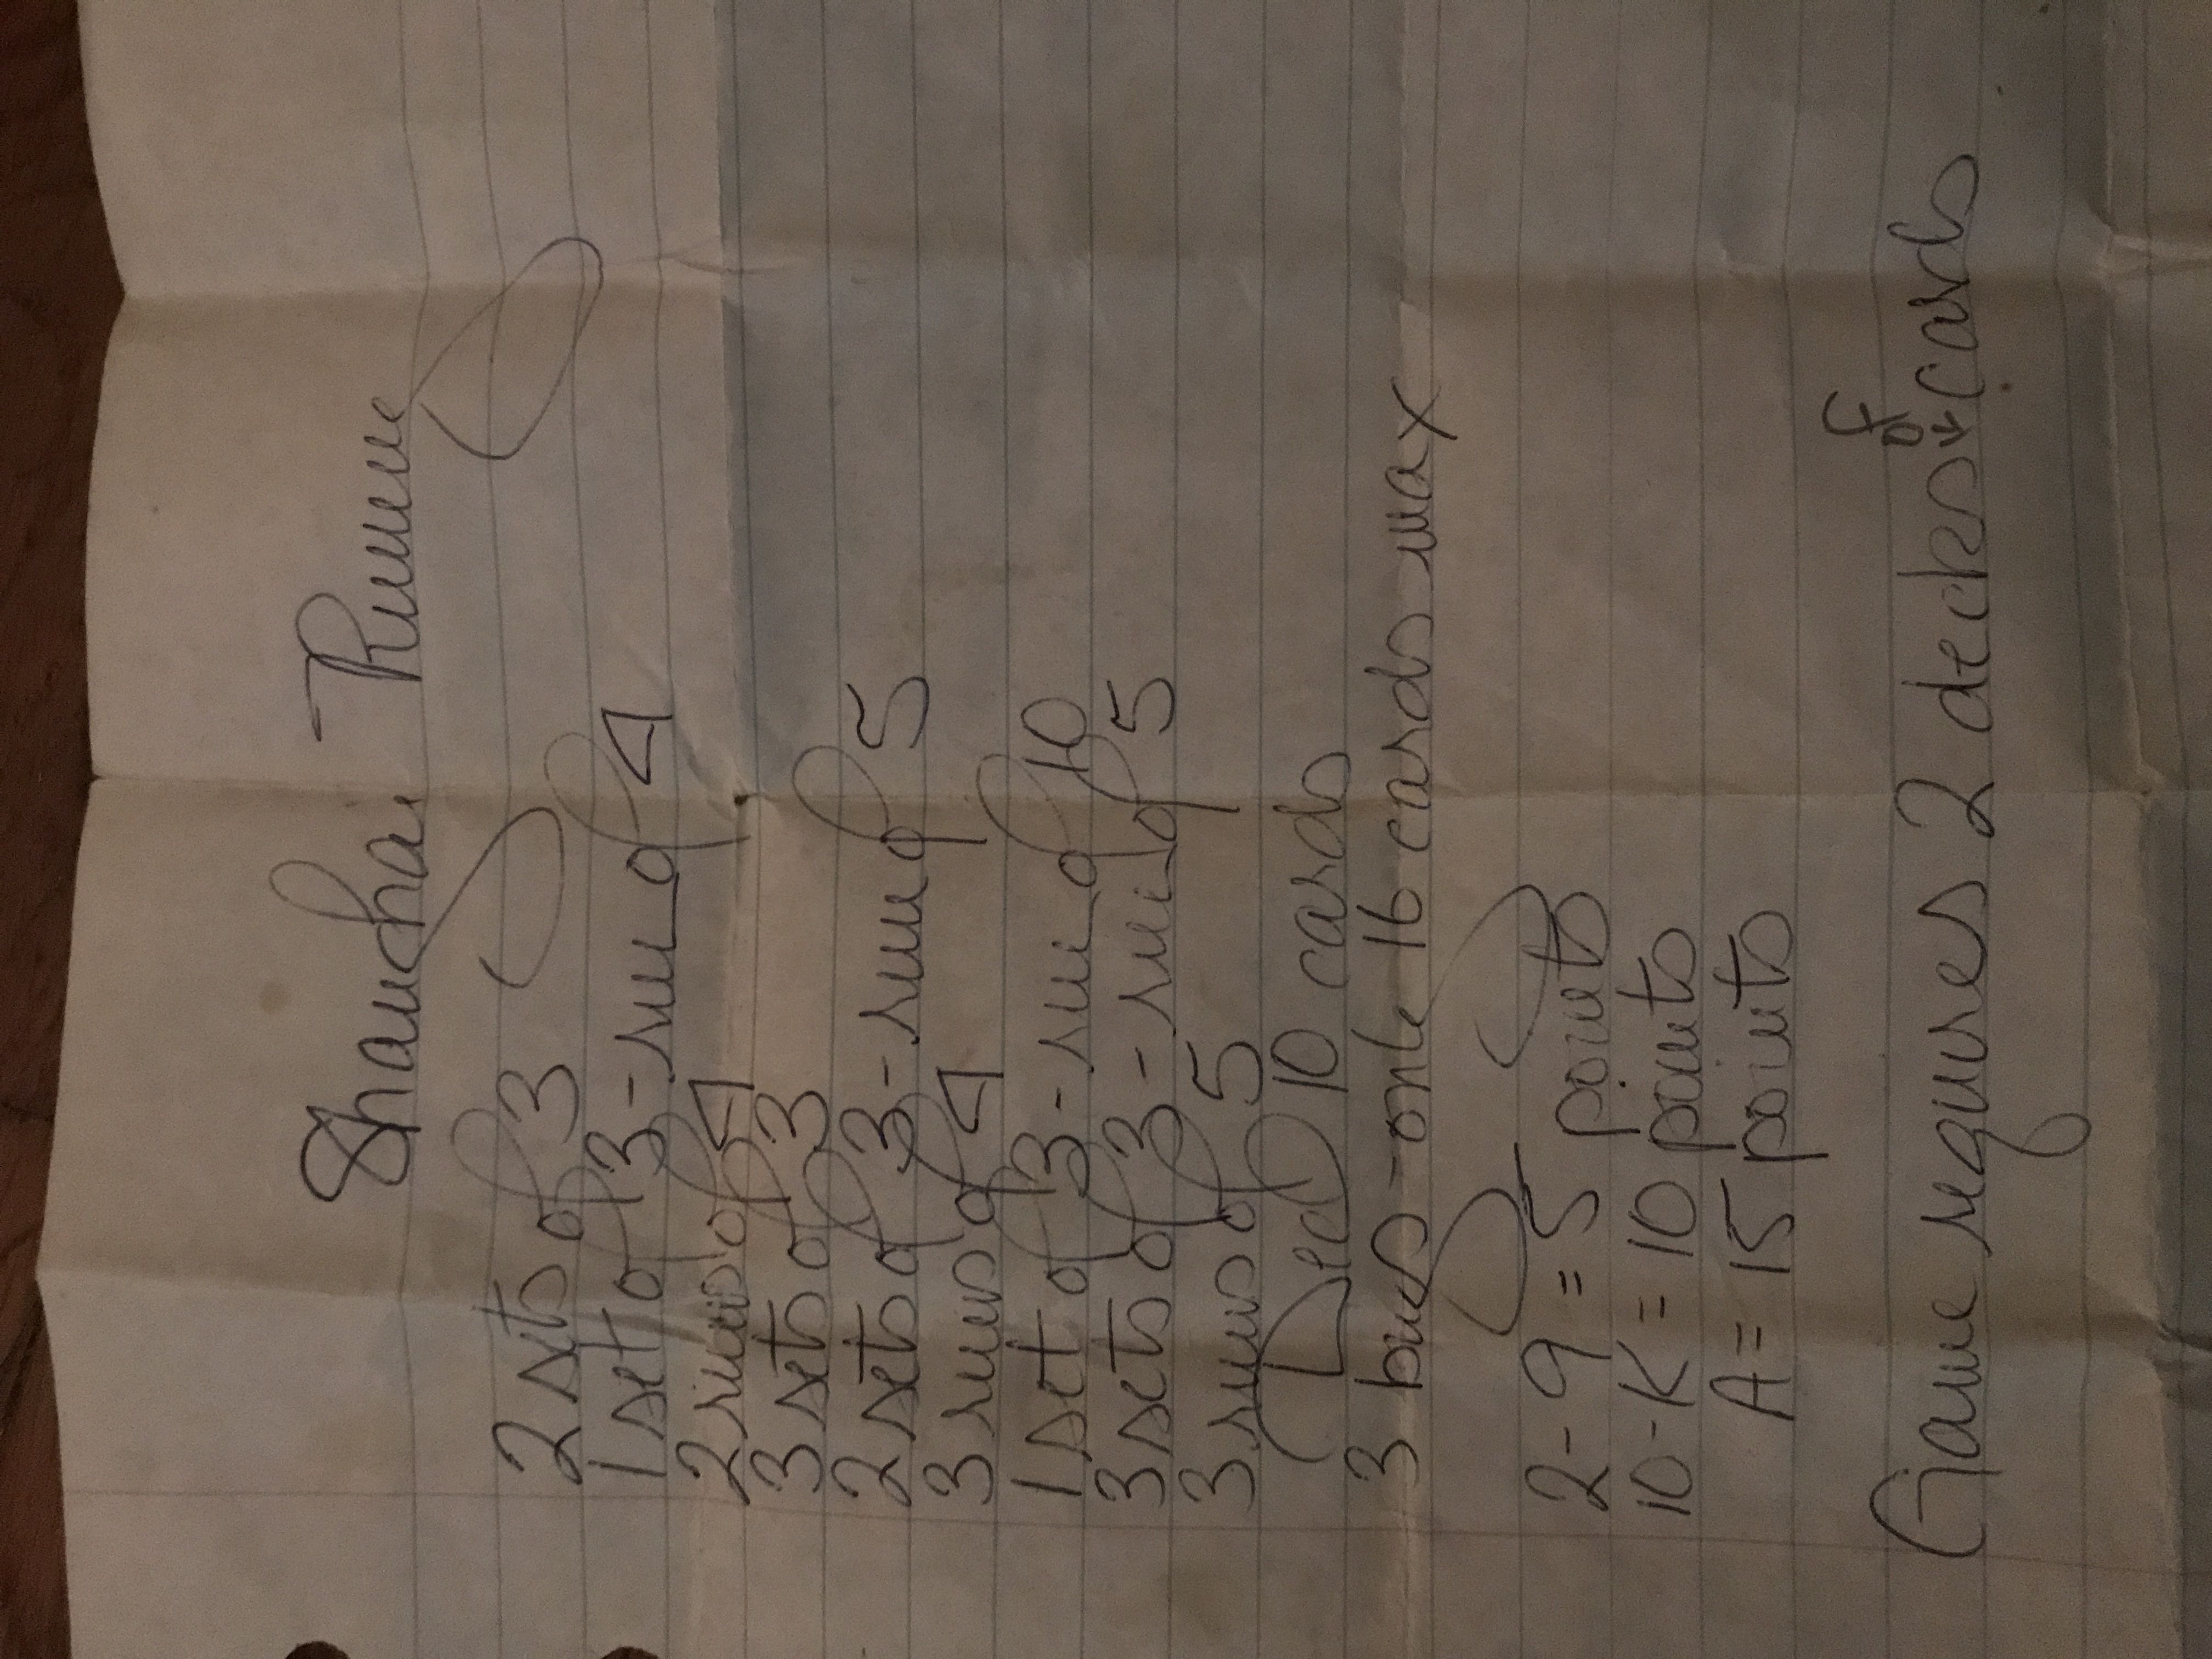 Shanghai Rummy
2 sets of 3
1 set of 3 - run of 4
2 runs of 4
3 sets of 3
2 sets of 3 - run of 5
3 runs of 4
1 set of 3 - run of 10
3 sets of 3 - run of 5
3 runs of 5
Deal 10 cards
3 buys - only 16 cards max
2 - 9 = 5 points
10 - K = 10 points
A = 15 points
Game requires 2 decks of cards